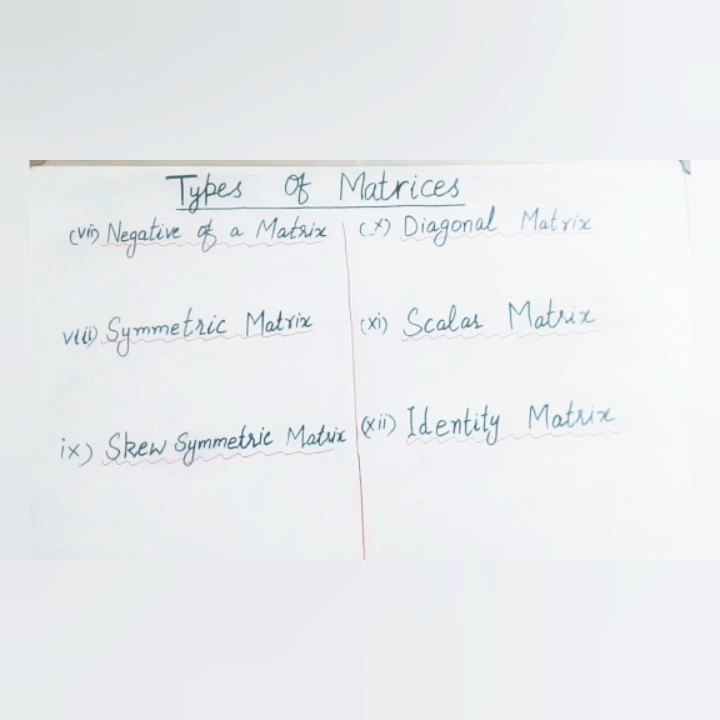 Types Of Matrices
(vii) Negative of a Matrix
viii) Symmetric Matrix
ix) Skew Symmetric Matrix
(x) Diagonal Matrix
(xi) Scalar Matrix
(xii) Identity Matrix